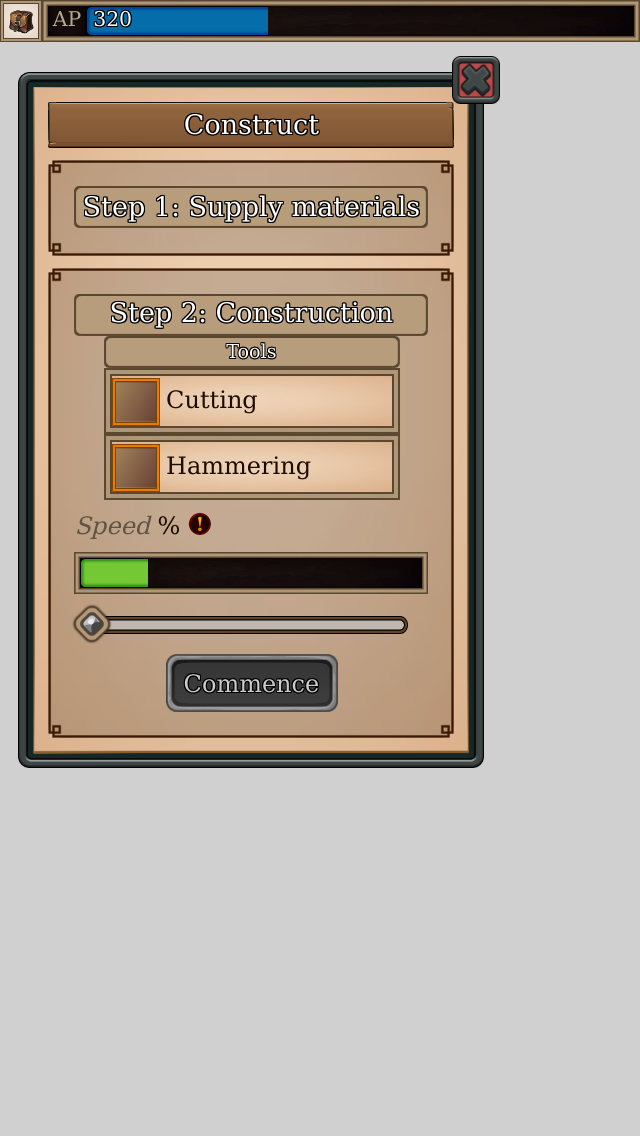 AP 320
Construct
Step 1: Supply materials
Step 2: Construction
Tools
Cutting
Hammering
Speed % !
Commence